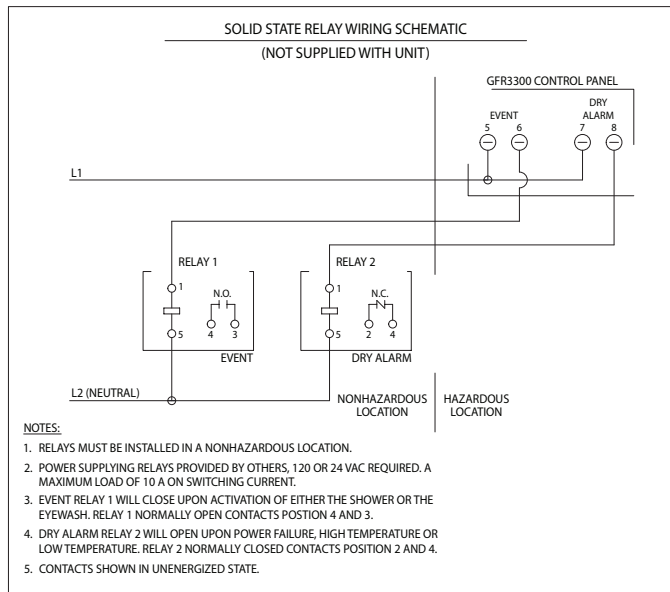 SOLID STATE RELAY WIRING SCHEMATIC
(NOT SUPPLIED WITH UNIT)
GFR3300 CONTROL PANEL
DRY
EVENT ALARM
5 6 7 8
L1
RELAY 1 RELAY 2
1 N.O. 1 N.C.
5 4 3 5 2 4
EVENT DRY ALARM
L2 (NEUTRAL)
NONHAZARDOUS HAZARDOUS
LOCATION LOCATION
NOTES:
1. RELAYS MUST BE INSTALLED IN A NONHAZARDOUS LOCATION.
2. POWER SUPPLYING RELAYS PROVIDED BY OTHERS, 120 OR 24 VAC REQUIRED. A
MAXIMUM LOAD OF 10 A ON SWITCHING CURRENT.
3. EVENT RELAY 1 WILL CLOSE UPON ACTIVATION OF EITHER THE SHOWER OR THE
EYEWASH. RELAY 1 NORMALLY OPEN CONTACTS POSTION 4 AND 3.
4. DRY ALARM RELAY 2 WILL OPEN UPON POWER FAILURE, HIGH TEMPERATURE OR
LOW TEMPERATURE. RELAY 2 NORMALLY CLOSED CONTACTS POSITION 2 AND 4.
5. CONTACTS SHOWN IN UNENERGIZED STATE.